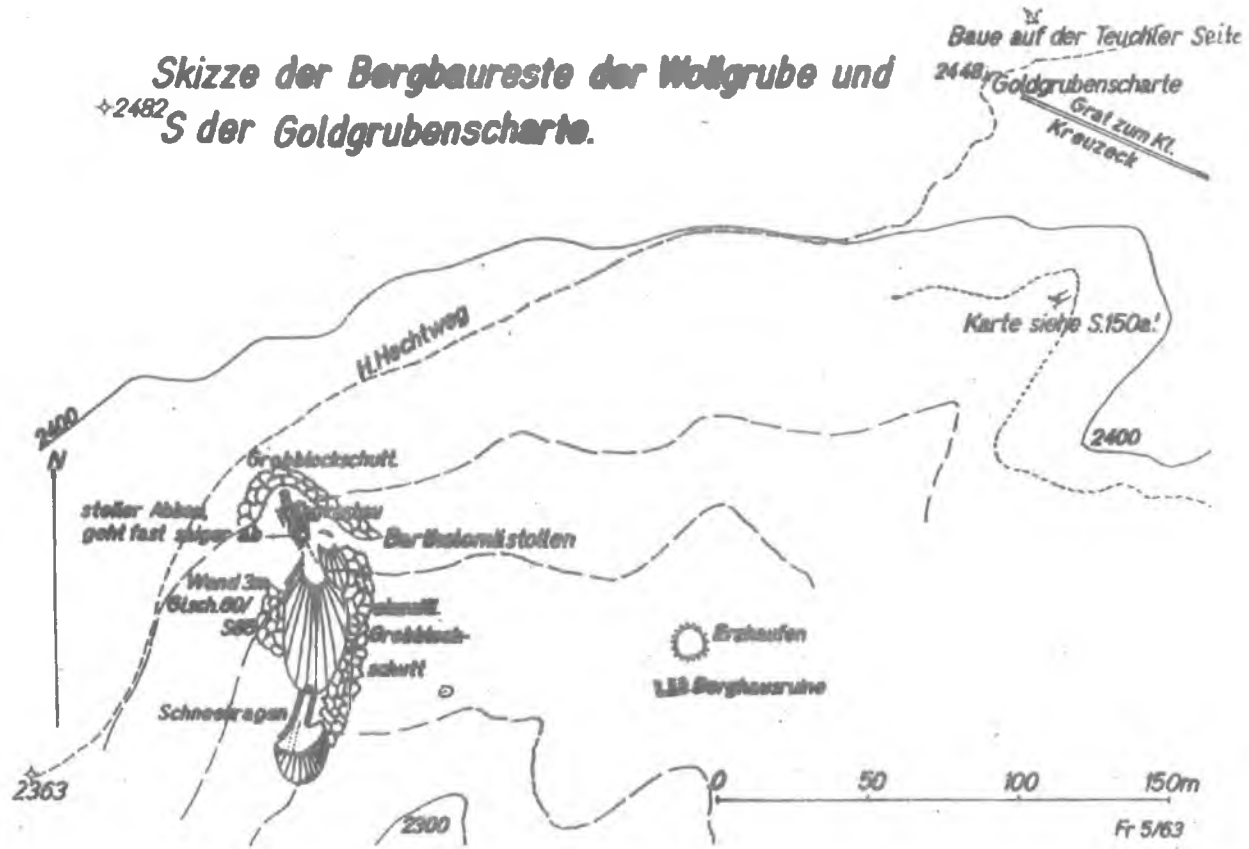 Baue auf der Teuchler Seite
Skizze der Bergbaureste der Wollgrube und
2482
S der Goldgrubenscharte.
2448
Goldgrubenscharte
Grat zum Kl.
Kreuzeck
H. Hechtweg
Karte siehe S.150a!
2400
N
2400
Grobblockschutt
steiler Abbau,
geht fast saiger ab
Bartholomästollen
Wand 3m
Grobblock-
schutt
Erzhaufen
Berghausruine
Schneekragen
2363
2300
0 50 100 150m
Fr 5/63